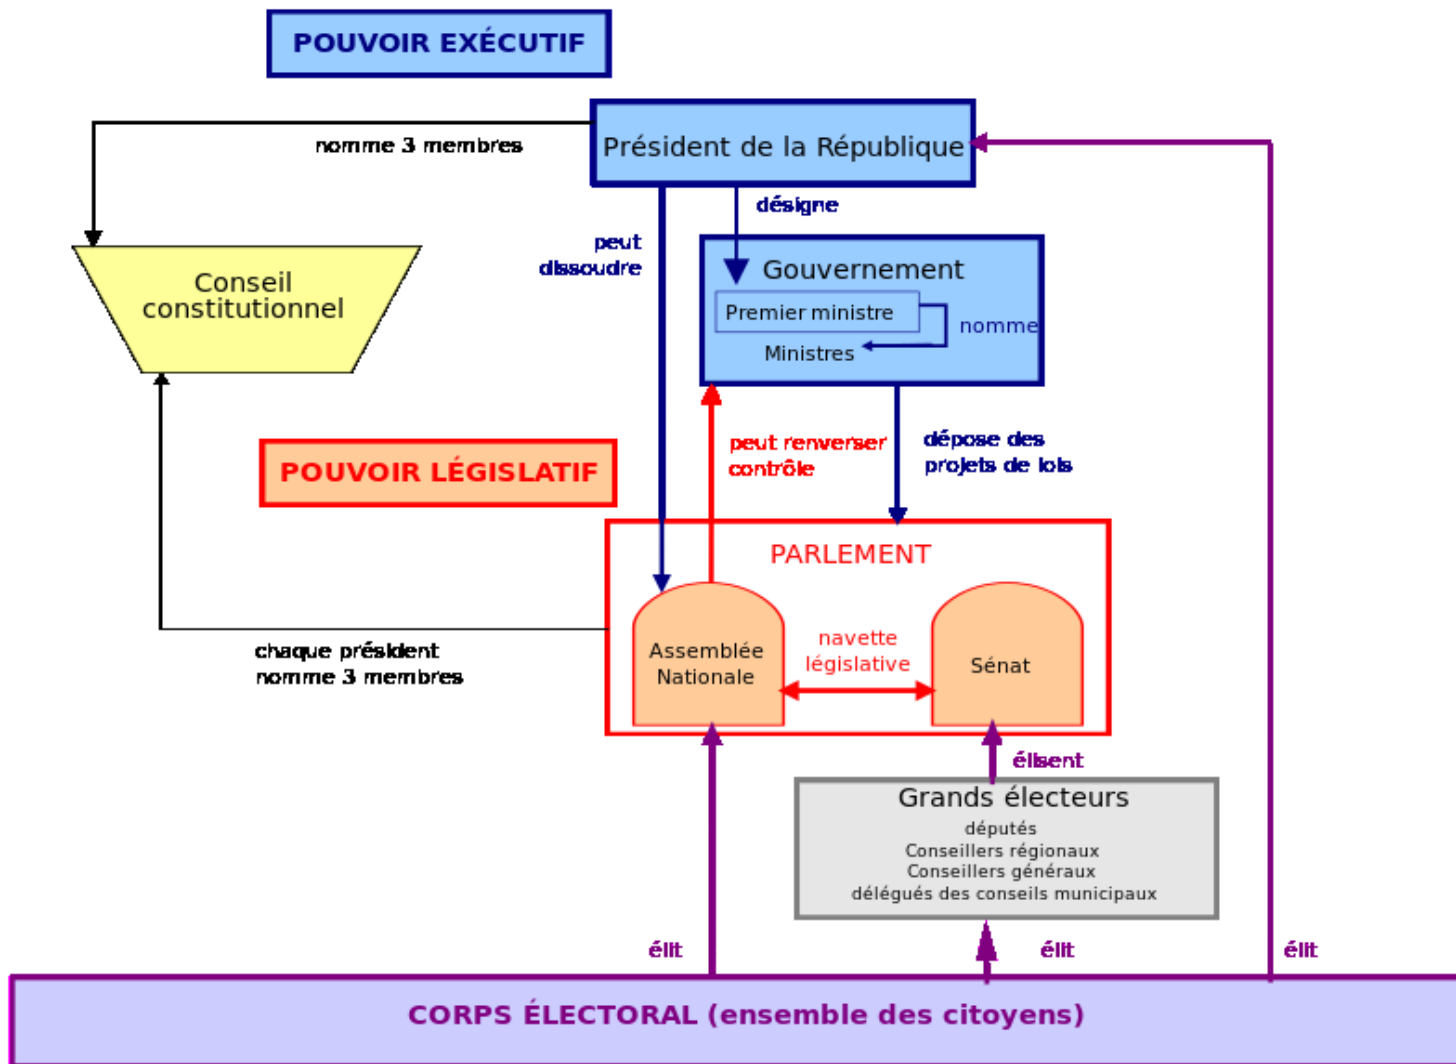 POUVOIR EXÉCUTIF
Président de la République
nomme 3 membres
désigne
peut
dissoudre
Gouvernement
Premier ministre
nomme
Ministres
Conseil
constitutionnel
peut renverser
contrôle
dépose des
projets de lois
POUVOIR LÉGISLATIF
PARLEMENT
Assemblée
Nationale
navette
législative
Sénat
chaque président
nomme 3 membres
élisent
Grands électeurs
députés
Conseillers régionaux
Conseillers généraux
délégués des conseils municipaux
élit
élit
élit
CORPS ÉLECTORAL (ensemble des citoyens)